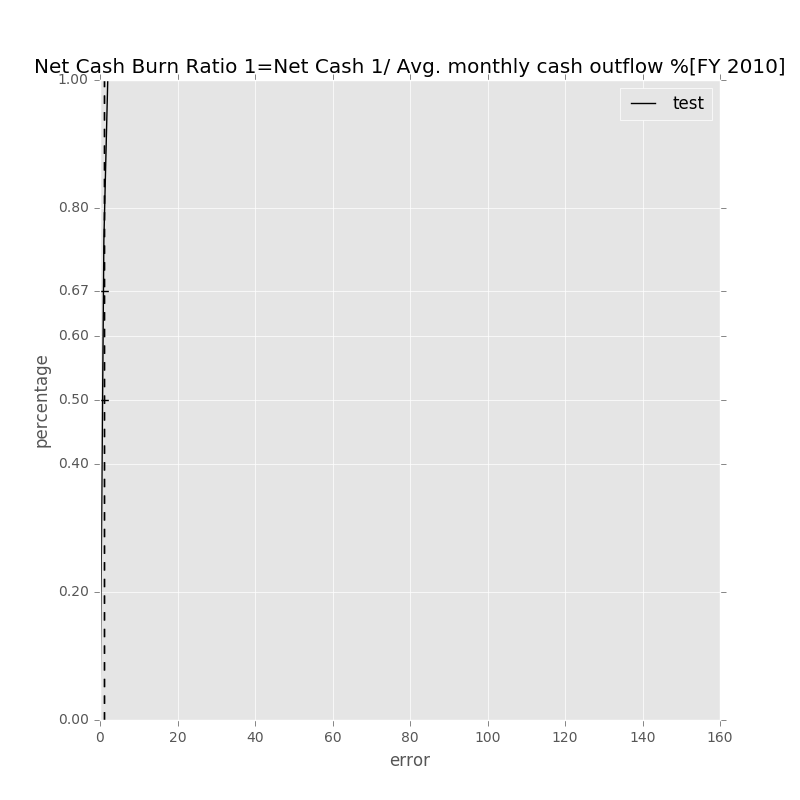 Net Cash Burn Ratio 1=Net Cash 1/ Avg. monthly cash outflow %[FY 2010]
1.00
test
0.80
0.67
0.60
percentage
0.50
0.40
0.20
0.00
0 20 40 60 80 100 120 140 160
error